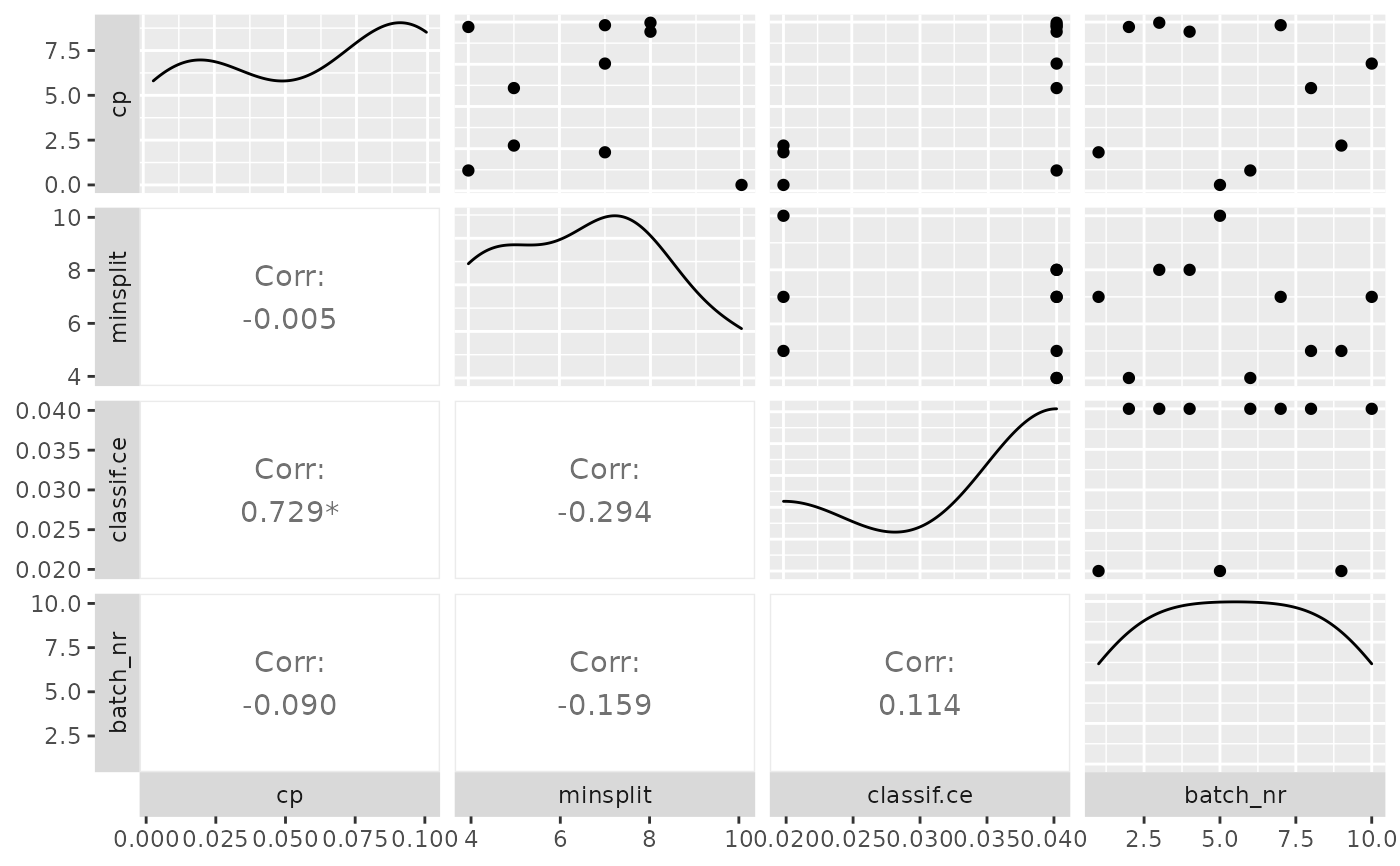 7.5
5.0
2.5
0.0
cp
10
8
6
4
minsplit
Corr:
-0.005
0.040
0.035
0.030
0.025
0.020
classif.ce
Corr:
0.729*
Corr:
-0.294
10.0
7.5
5.0
2.5
batch_nr
Corr:
-0.090
Corr:
-0.159
Corr:
0.114
cp minsplit classif.ce batch_nr
0.000 0.025 0.050 0.075 0.100 4 6 8 10 0.020 0.025 0.030 0.035 0.040 2.5 5.0 7.5 10.0